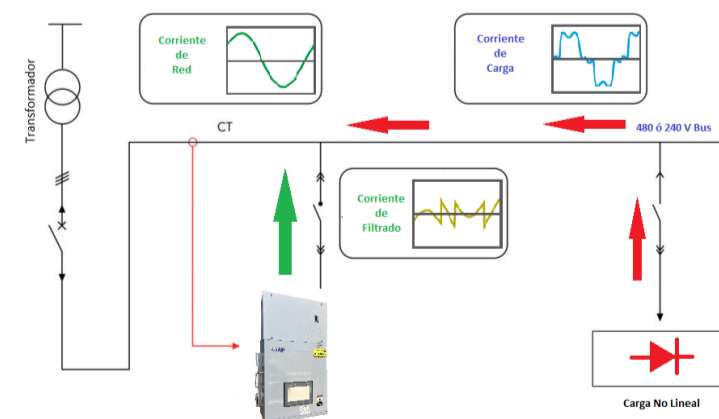 Corriente
de
Red
Corriente
de
Carga
Transformador
CT
480 ó 240 V Bus
Corriente
de
Filtrado
Carga No Lineal